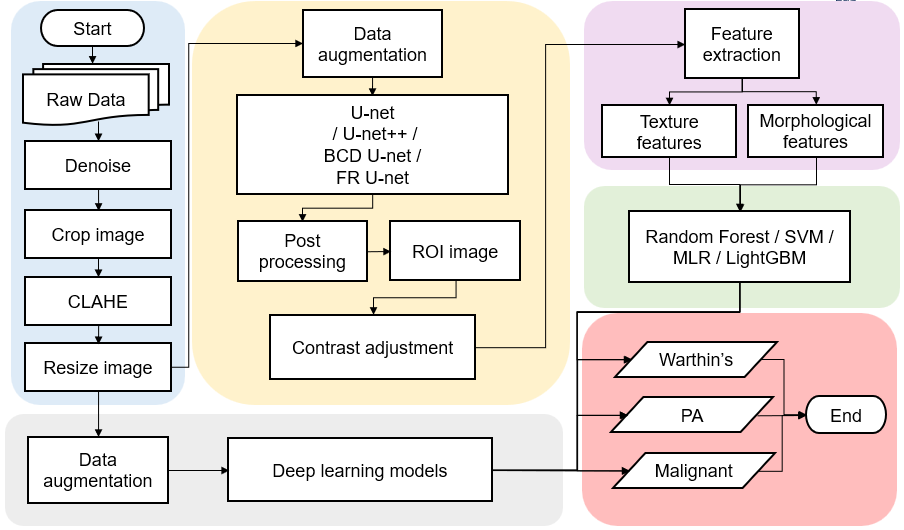 Start
Raw Data
Denoise
Crop image
CLAHE
Resize image
Data
augmentation
U-net
/ U-net++ /
BCD U-net /
FR U-net
Post
processing
ROI image
Contrast adjustment
Feature
extraction
Texture
features
Morphological
features
Random Forest / SVM /
MLR / LightGBM
Data
augmentation
Deep learning models
Warthin's
PA
Malignant
End